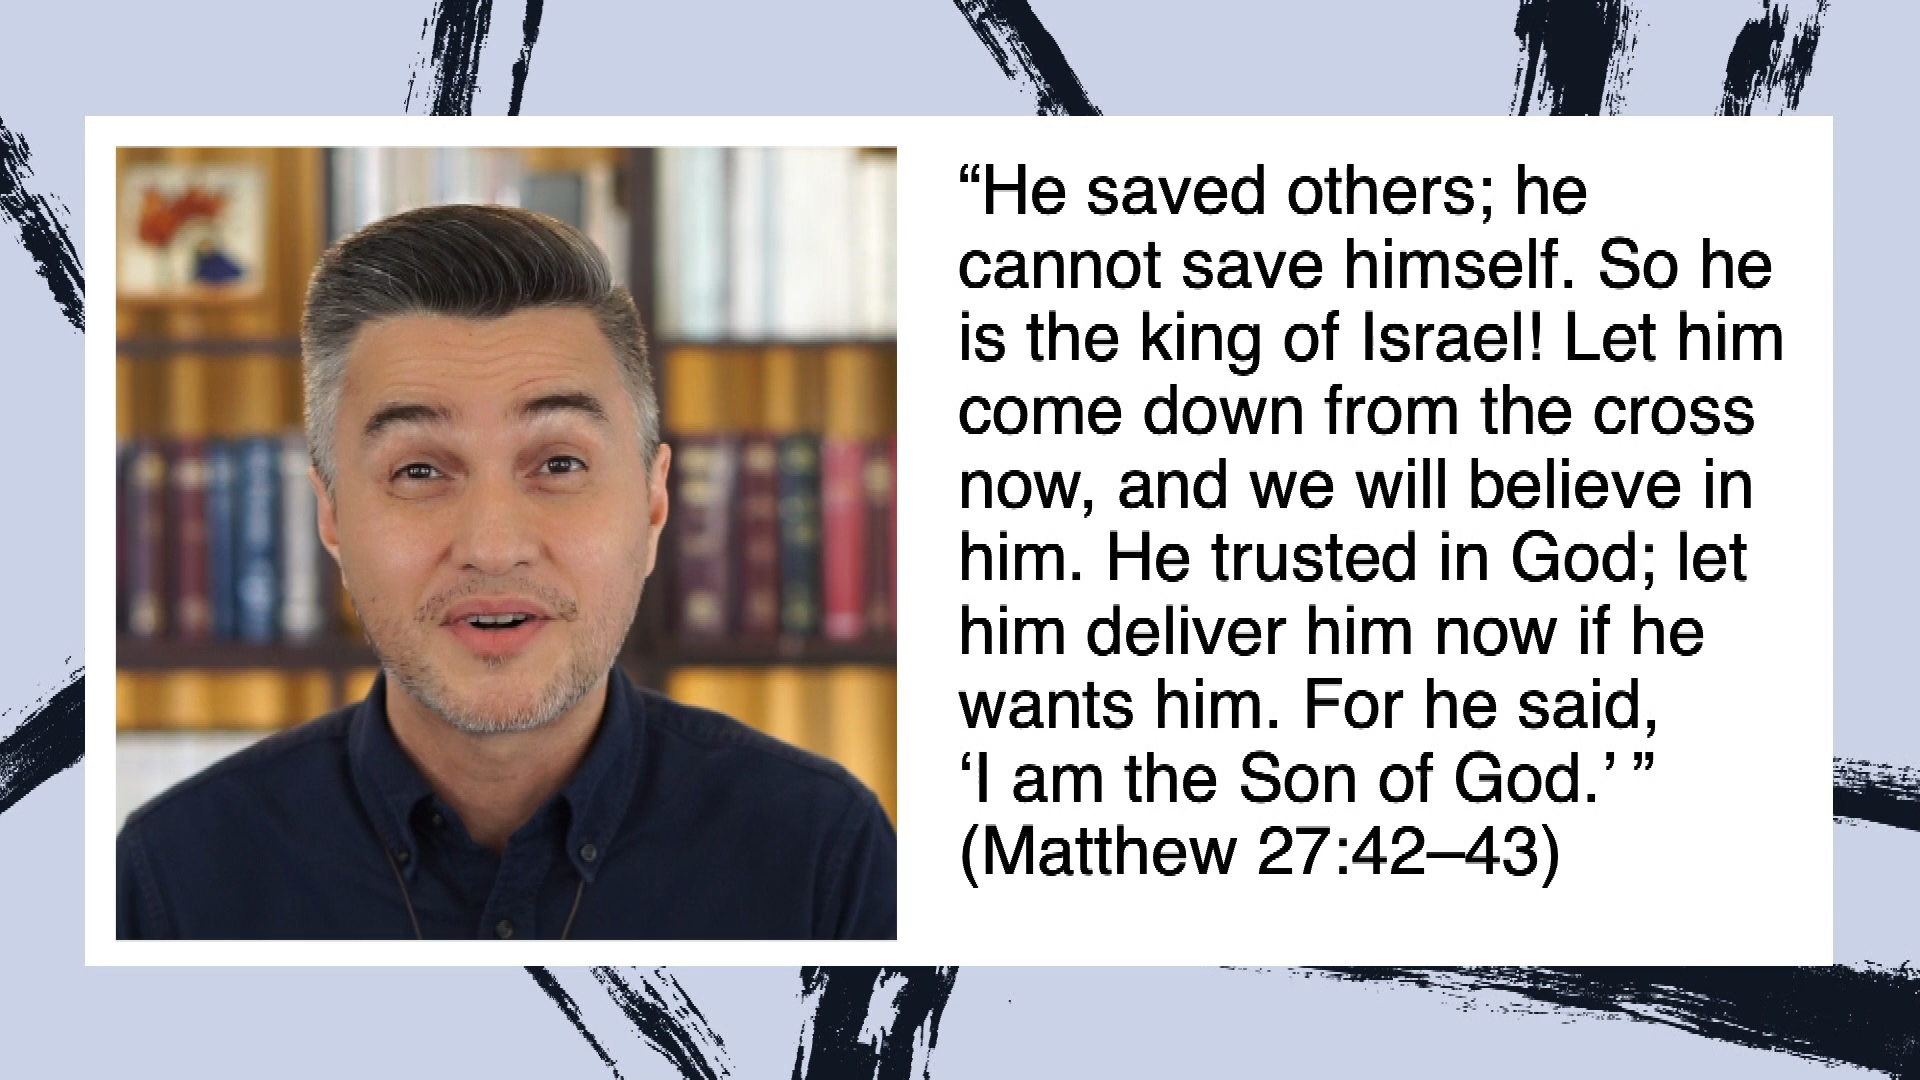 “He saved others; he
cannot save himself. So he
is the king of Israel! Let him
come down from the cross
now, and we will believe in
him. He trusted in God; let
him deliver him now if he
wants him. For he said,
‘I am the Son of God.’ ”
(Matthew 27:42–43)